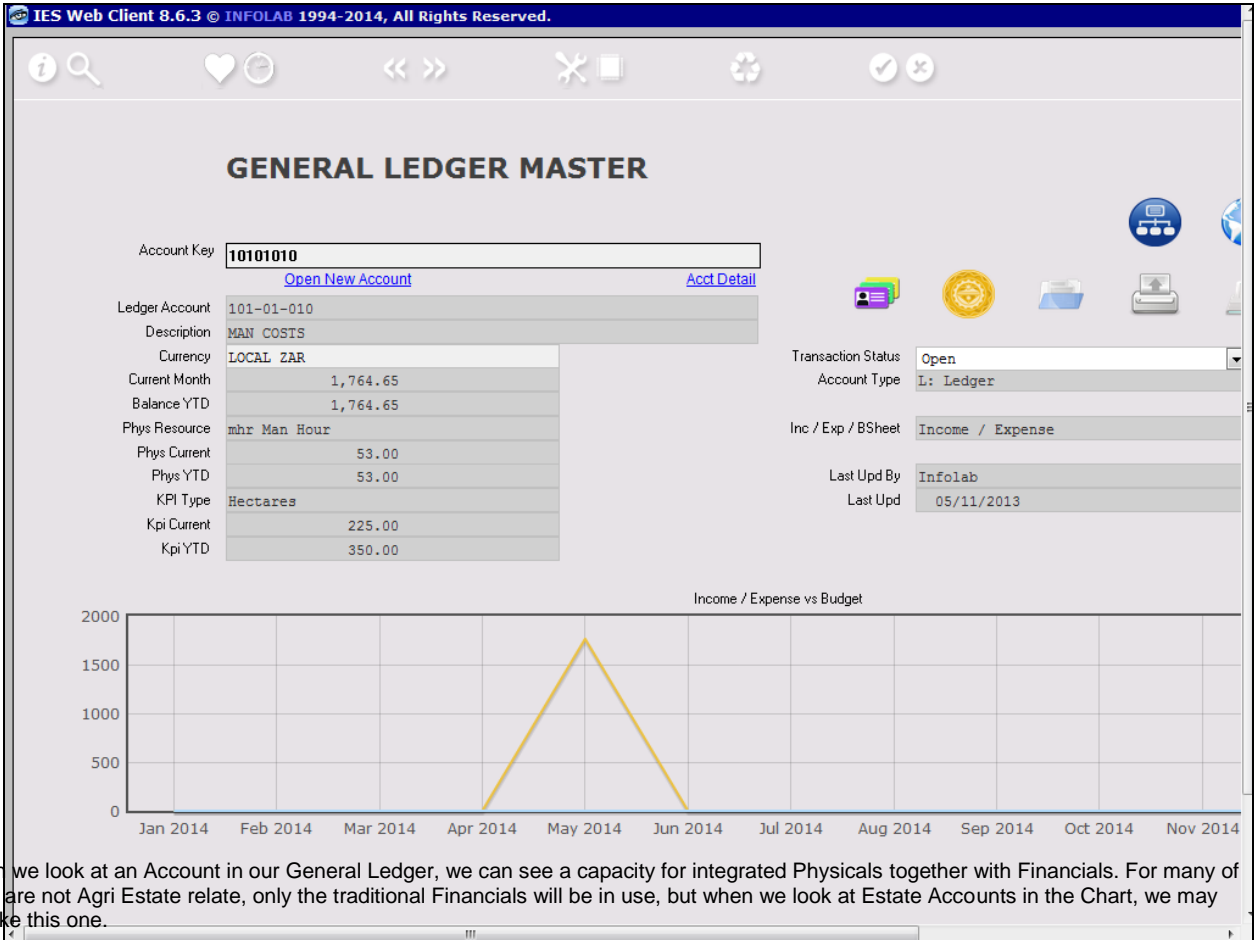 IES Web Client 8.6.3 © INFOLAB 1994-2014, All Rights Reserved.
GENERAL LEDGER MASTER
Account Key 10101010
Open New Account Acct Detail
Ledger Account 101-01-010
Description MAN COSTS
Currency LOCAL ZAR Transaction Status Open
Current Month 1,764.65 Account Type L: Ledger
Balance YTD 1,764.65
Phys Resource mhr Man Hour Inc / Exp / BSheet Income / Expense
Phys Current 53.00
Phys YTD 53.00 Last Upd By Infolab
KPI Type Hectares Last Upd 05/11/2013
Kpi Current 225.00
Kpi YTD 350.00
Income / Expense vs Budget
2000
1500
1000
500
0
Jan 2014 Feb 2014 Mar 2014 Apr 2014 May 2014 Jun 2014 Jul 2014 Aug 2014 Sep 2014 Oct 2014 Nov 2014
we look at an Account in our General Ledger, we can see a capacity for integrated Physicals together with Financials. For many of
are not Agri Estate relate, only the traditional Financials will be in use, but when we look at Estate Accounts in the Chart, we may
this one.